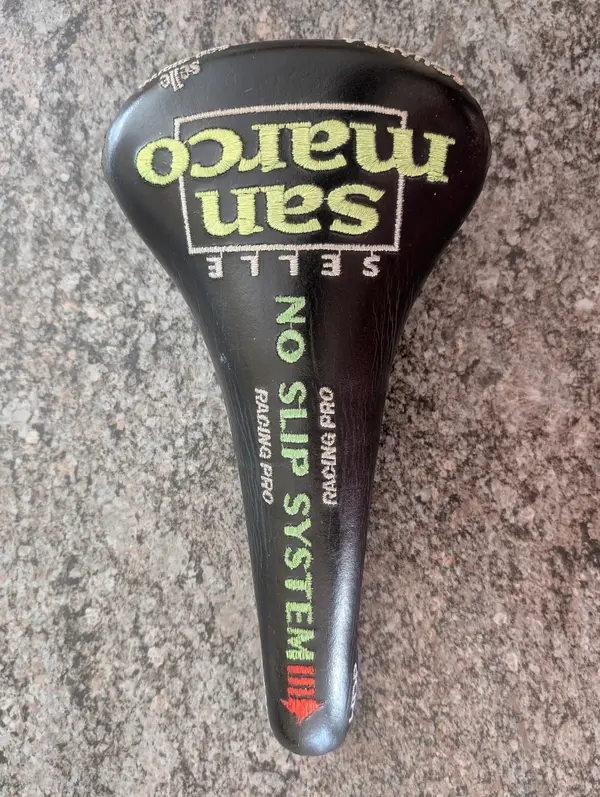 selle
SELLE
san
marco
NO SLIP SYSTEM
RACING PRO
RACING PRO